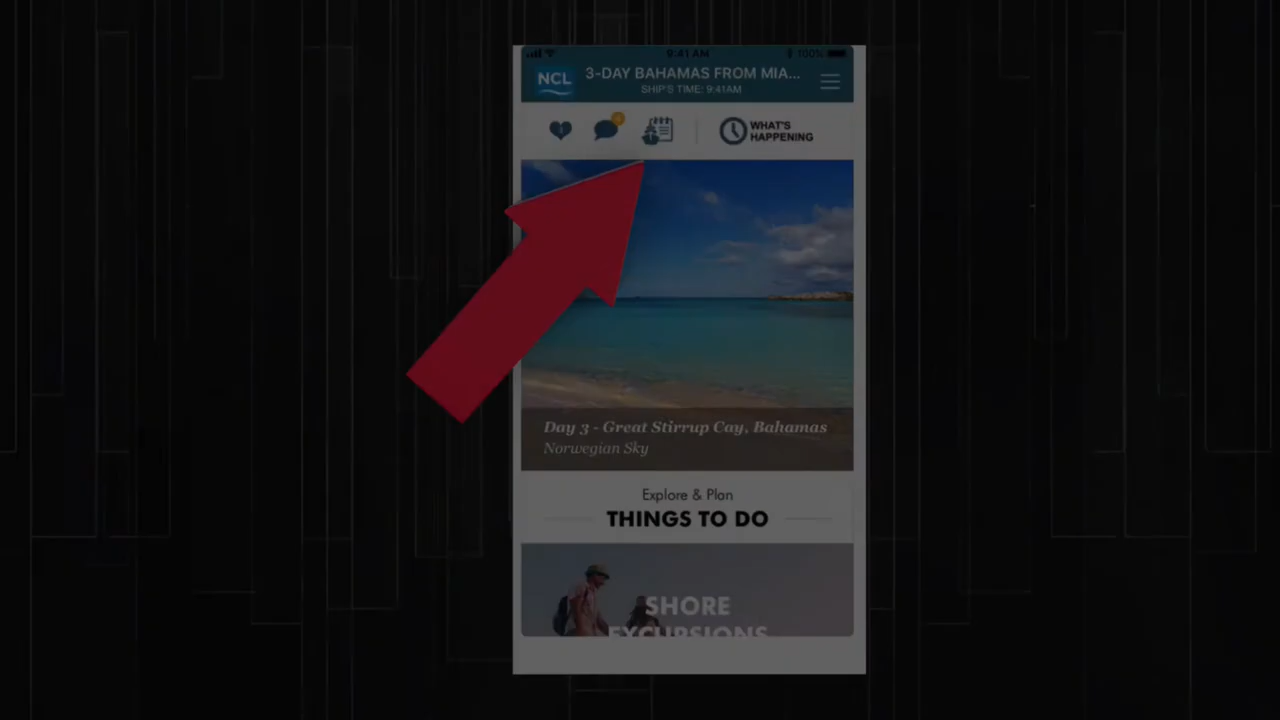 9:41 AM
100%
NCL
3-DAY BAHAMAS FROM MIA...
SHIP'S TIME: 9:41AM
WHAT'S
HAPPENING
Day 3 - Great Stirrup Cay, Bahamas
Norwegian Sky
Explore & Plan
THINGS TO DO
SHORE
EXCURSIONS